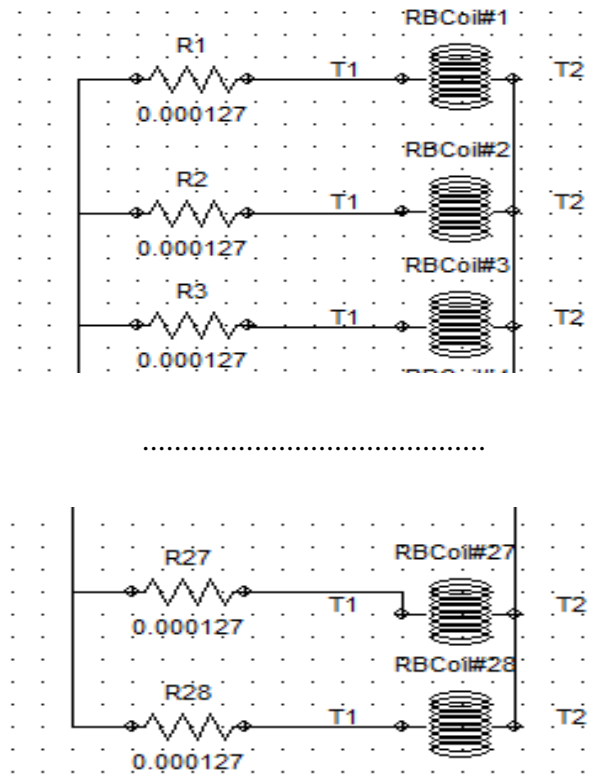 RBCoil#1
R1
T1 T2
0.000127
RBCoil#2
R2
T1 T2
0.000127
RBCoil#3
R3
T1 T2
0.000127
............................................
RBCoil#27
R27
T1 T2
0.000127
RBCoil#28
R28
T1 T2
0.000127